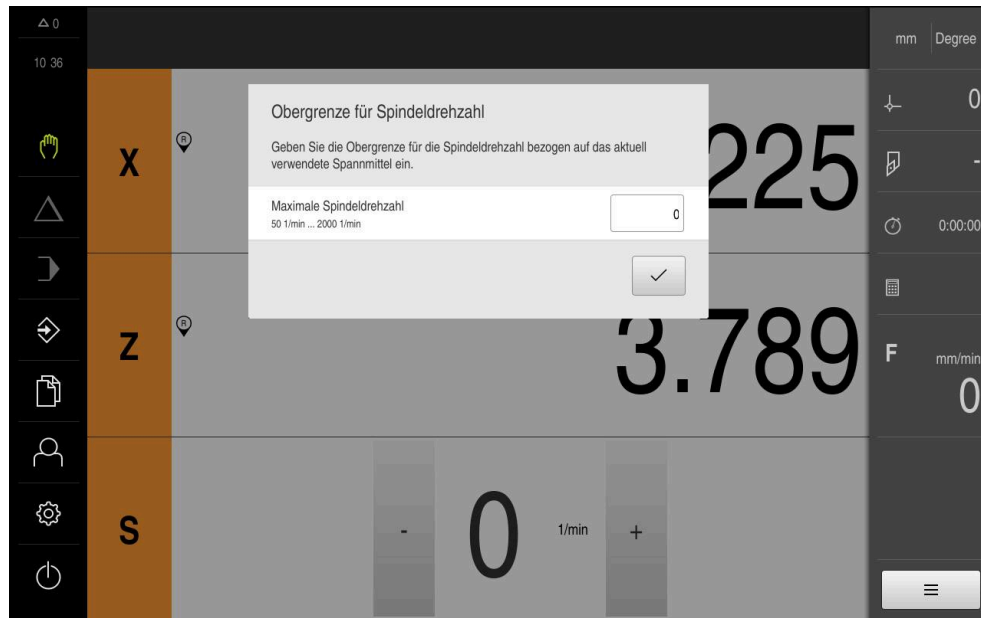 0
10 36
mm Degree
X
R
225
0
-
0:00:00
Obergrenze für Spindeldrehzahl
Geben Sie die Obergrenze für die Spindeldrehzahl bezogen auf das aktuell
verwendete Spannmittel ein.
Maximale Spindeldrehzahl
50 1/min ... 2000 1/min
0
Z
R
3.789
F
mm/min
0
S
-
0
1/min
+